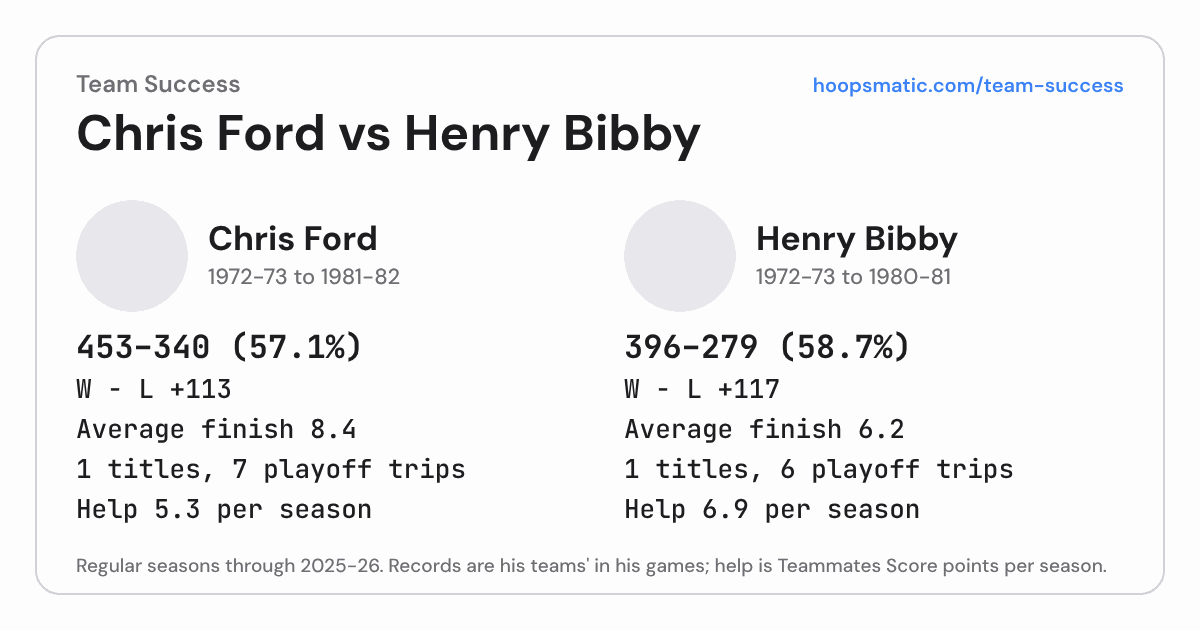 Team Success
hoopsmatic.com/team-success
Chris Ford vs Henry Bibby
Chris Ford
1972-73 to 1981-82
453-340 (57.1%)
W - L +113
Average finish 8.4
1 titles, 7 playoff trips
Help 5.3 per season
Henry Bibby
1972-73 to 1980-81
396-279 (58.7%)
W - L +117
Average finish 6.2
1 titles, 6 playoff trips
Help 6.9 per season
Regular seasons through 2025-26. Records are his teams' in his games; help is Teammates Score points per season.